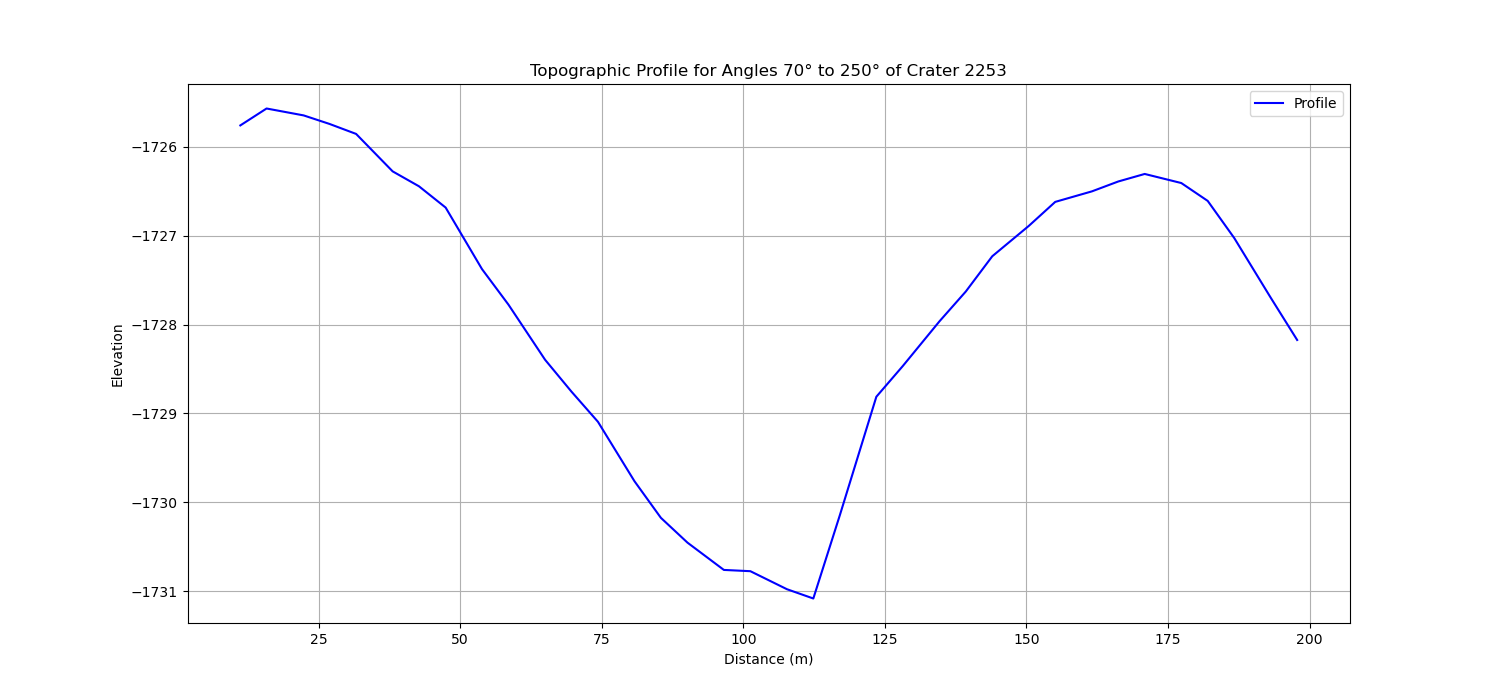 Topographic Profile for Angles 70° to 250° of Crater 2253
Profile
−1726
−1727
−1728
−1729
−1730
−1731
Elevation
25 50 75 100 125 150 175 200
Distance (m)